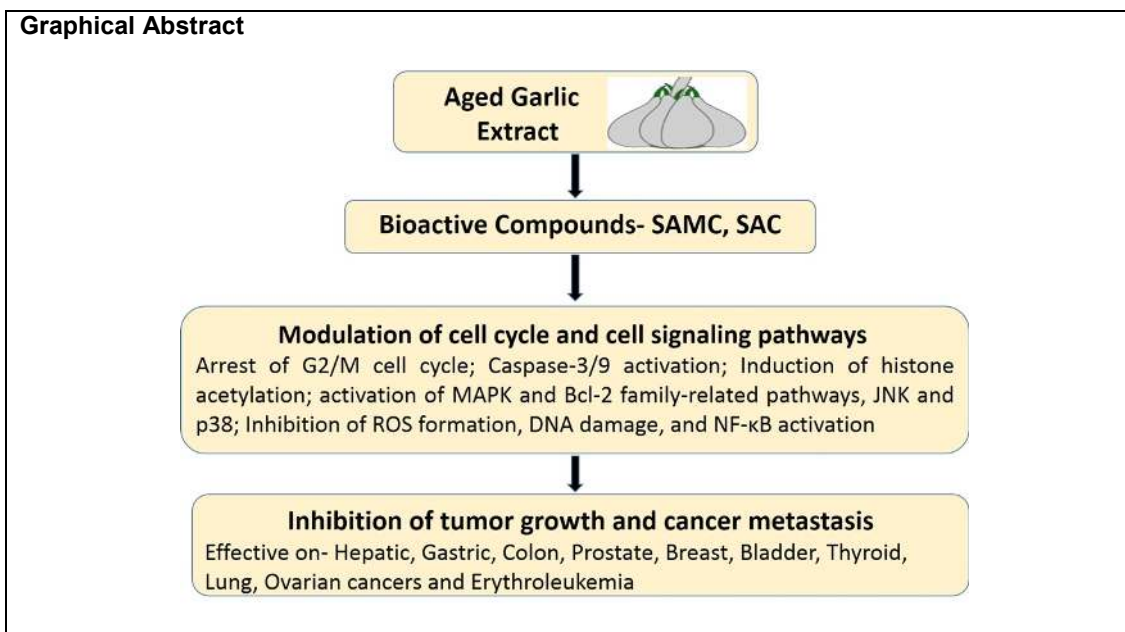 Graphical Abstract
Aged Garlic
Extract
Bioactive Compounds- SAMC, SAC
Modulation of cell cycle and cell signaling pathways
Arrest of G2/M cell cycle; Caspase-3/9 activation; Induction of histone
acetylation; activation of MAPK and Bcl-2 family-related pathways, JNK and
p38; Inhibition of ROS formation, DNA damage, and NF-κB activation
Inhibition of tumor growth and cancer metastasis
Effective on- Hepatic, Gastric, Colon, Prostate, Breast, Bladder, Thyroid,
Lung, Ovarian cancers and Erythroleukemia